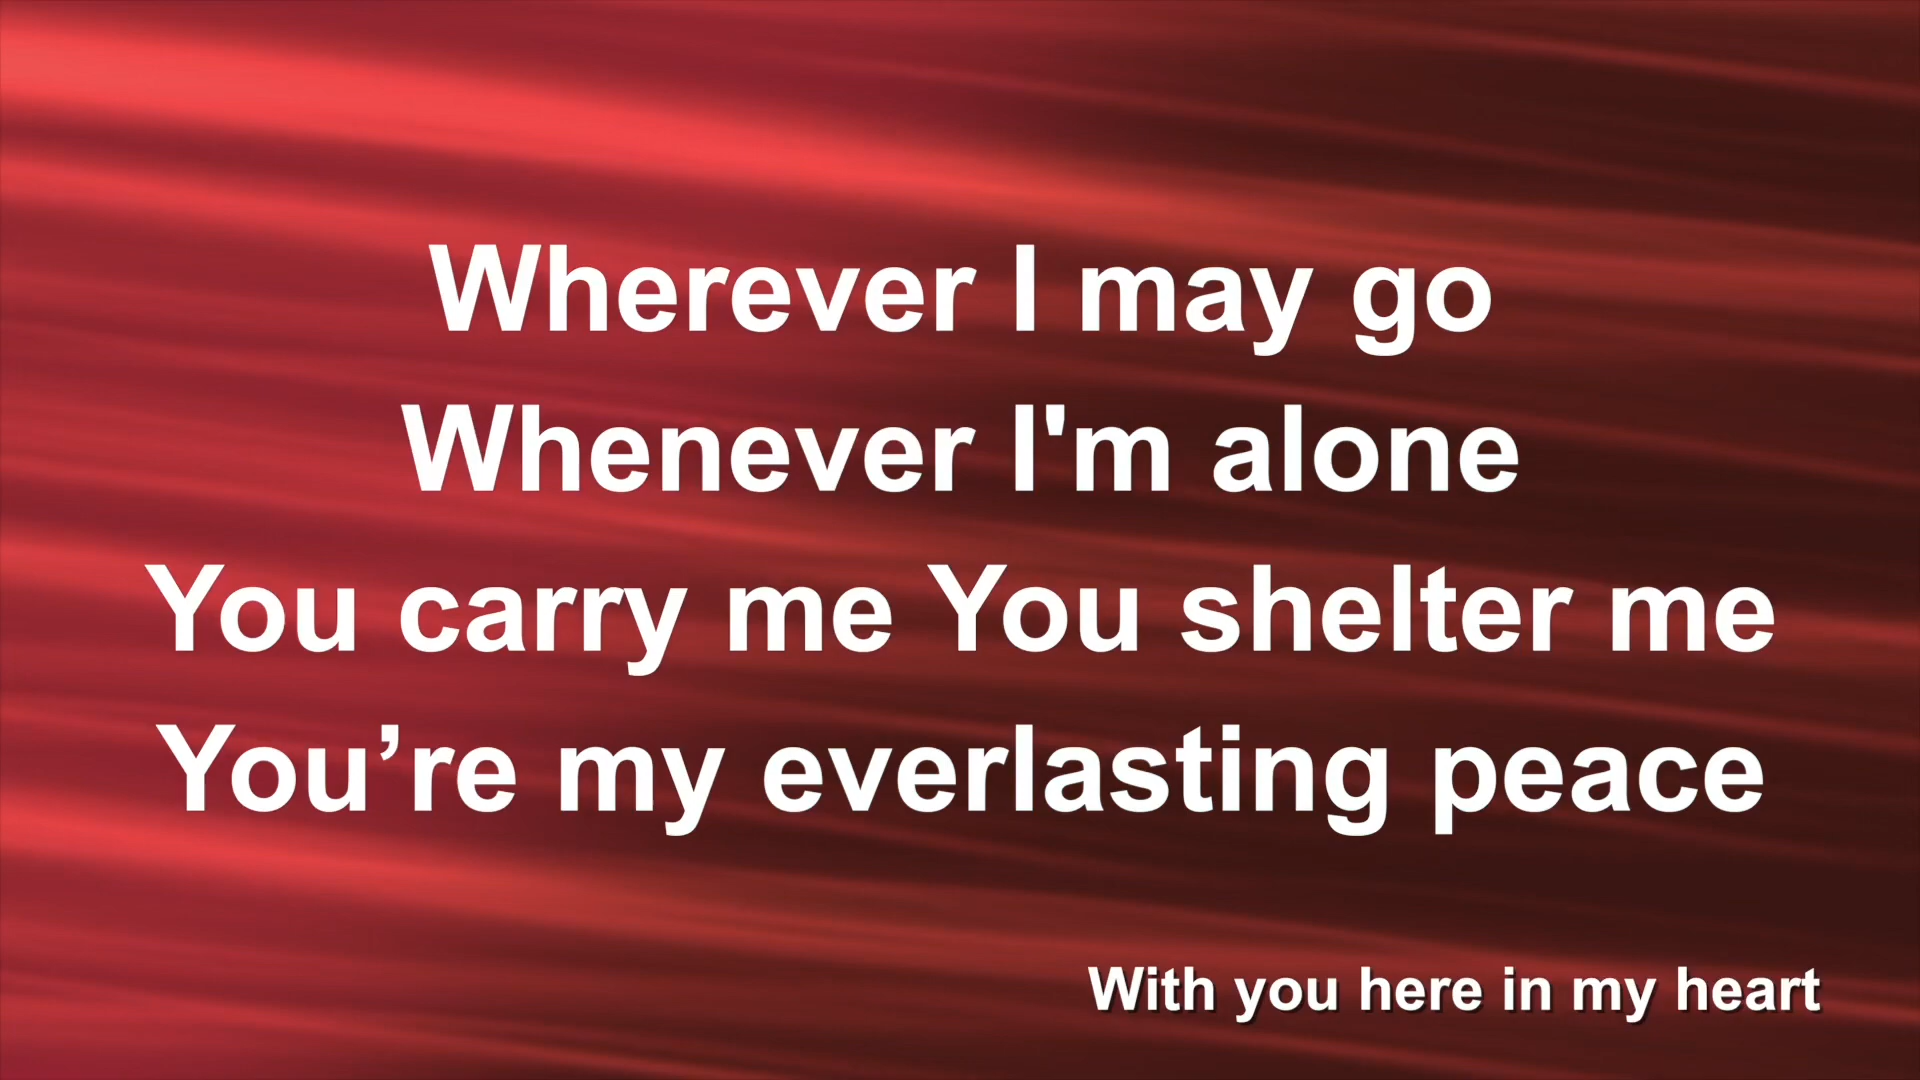 Wherever I may go
Whenever I'm alone
You carry me You shelter me
You’re my everlasting peace
With you here in my heart